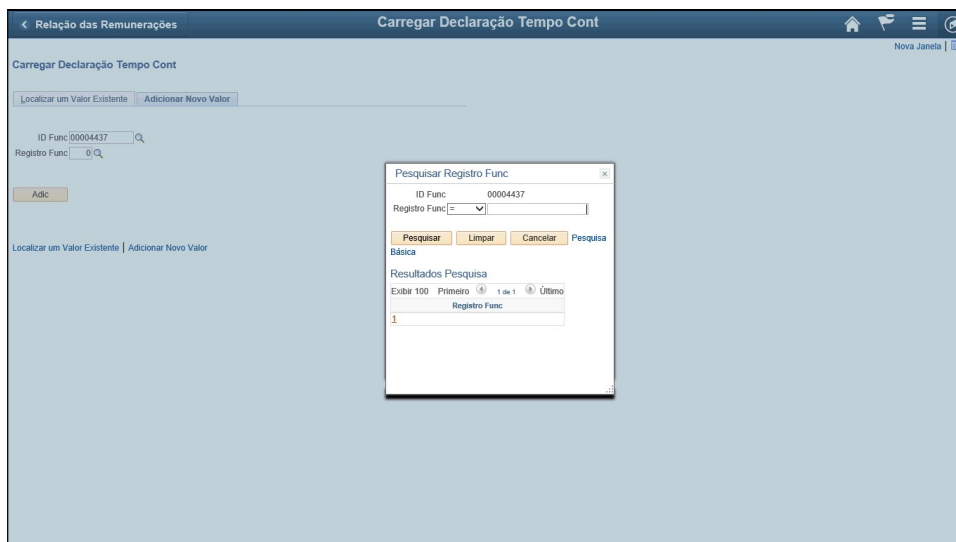 Relação das Remunerações
Carregar Declaração Tempo Cont
Nova Janela |
Carregar Declaração Tempo Cont
Localizar um Valor Existente
Adicionar Novo Valor
ID Func 00004437
Registro Func 0
Adic
Localizar um Valor Existente | Adicionar Novo Valor
Pesquisar Registro Func
ID Func 00004437
Registro Func =
Pesquisar Limpar Cancelar Pesquisa
Básica
Resultados Pesquisa
Exibir 100 Primeiro 1 de 1 Último
Registro Func
1